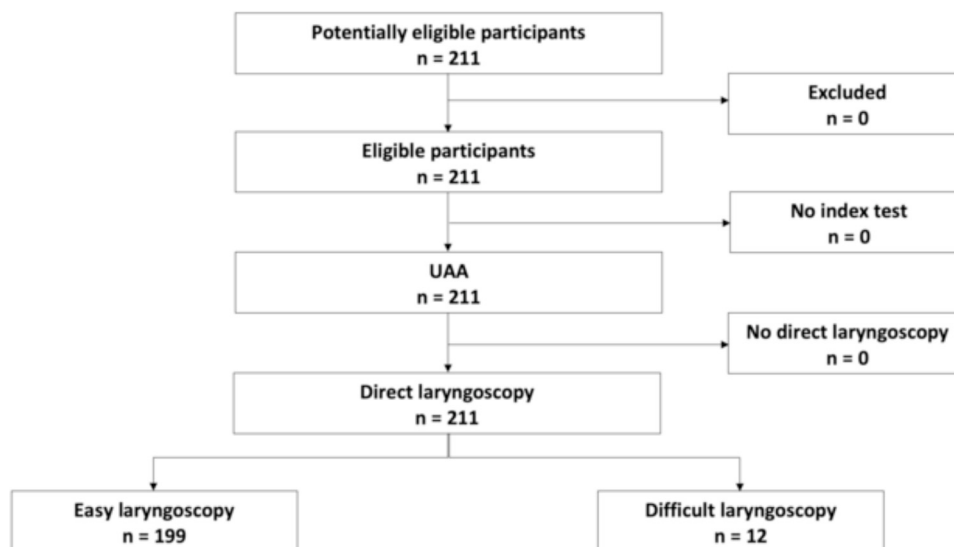 Potentially eligible participants
n = 211
Excluded
n = 0
Eligible participants
n = 211
No index test
n = 0
UAA
n = 211
No direct laryngoscopy
n = 0
Direct laryngoscopy
n = 211
Easy laryngoscopy
n = 199
Difficult laryngoscopy
n = 12